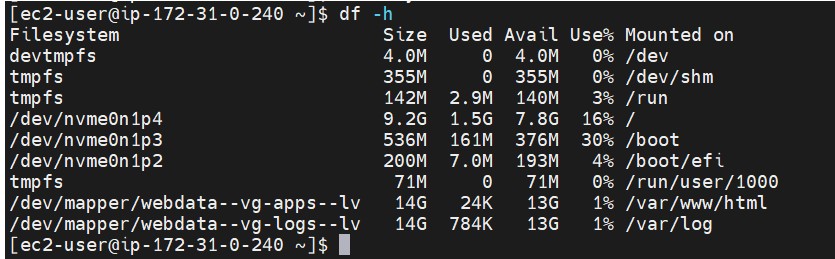 [ec2-user@ip-172-31-0-240 ~]$ df -h
Filesystem                       Size  Used Avail Use% Mounted on
devtmpfs                         4.0M     0  4.0M   0% /dev
tmpfs                            355M     0  355M   0% /dev/shm
tmpfs                            142M  2.9M  140M   3% /run
/dev/nvme0n1p4                   9.2G  1.5G  7.8G  16% /
/dev/nvme0n1p3                   536M  161M  376M  30% /boot
/dev/nvme0n1p2                   200M  7.0M  193M   4% /boot/efi
tmpfs                             71M     0   71M   0% /run/user/1000
/dev/mapper/webdata--vg-apps--lv  14G   24K   13G   1% /var/www/html
/dev/mapper/webdata--vg-logs--lv  14G  784K   13G   1% /var/log
[ec2-user@ip-172-31-0-240 ~]$